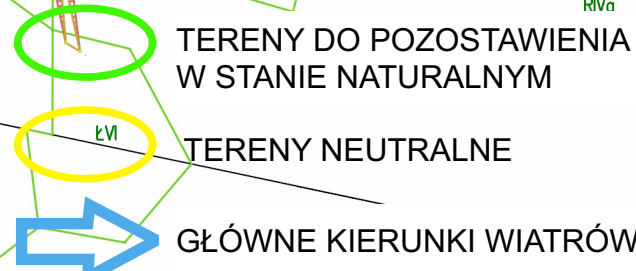 RIVa
TERENY DO POZOSTAWIENIA
W STANIE NATURALNYM
ŁVI
TERENY NEUTRALNE
GŁÓWNE KIERUNKI WIATRÓW